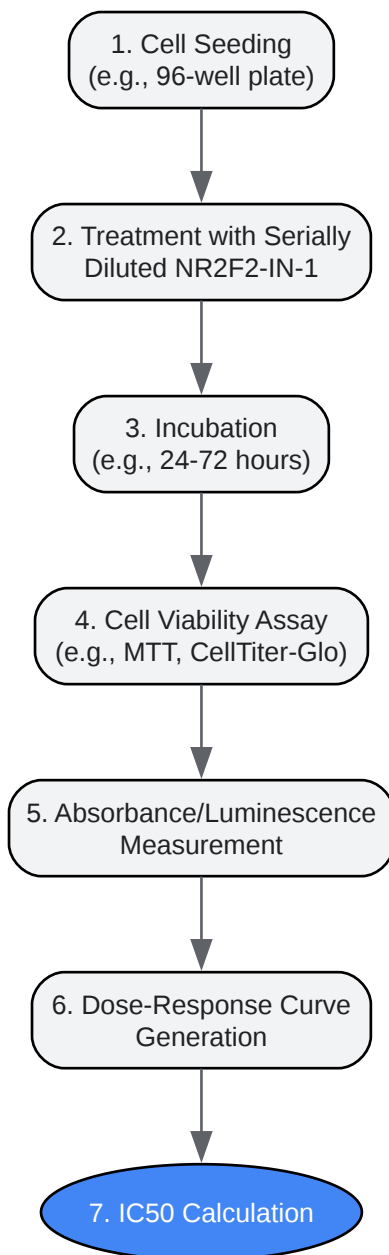 1. Cell Seeding
(e.g., 96-well plate)
2. Treatment with Serially
Diluted NR2F2-IN-1
3. Incubation
(e.g., 24-72 hours)
4. Cell Viability Assay
(e.g., MTT, CellTiter-Glo)
5. Absorbance/Luminescence
Measurement
6. Dose-Response Curve
Generation
7. IC50 Calculation